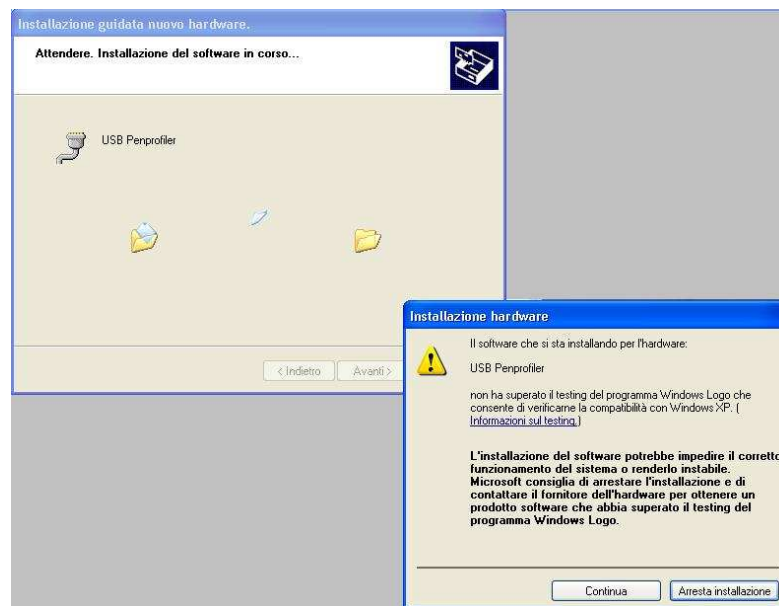 Installazione guidata nuovo hardware.
Attendere. Installazione del software in corso...
USB Penprofiler
< Indietro
Avanti >
Installazione hardware
Il software che si sta installando per l'hardware:
USB Penprofiler
non ha superato il testing del programma Windows Logo che
consente di verificarne la compatibilità con Windows XP. (
Informazioni sul testing.)
L'installazione del software potrebbe impedire il corretto
funzionamento del sistema o renderlo instabile.
Microsoft consiglia di arrestare l'installazione e di
contattare il fornitore dell'hardware per ottenere un
prodotto software che abbia superato il testing del
programma Windows Logo.
Continua
Arresta installazione